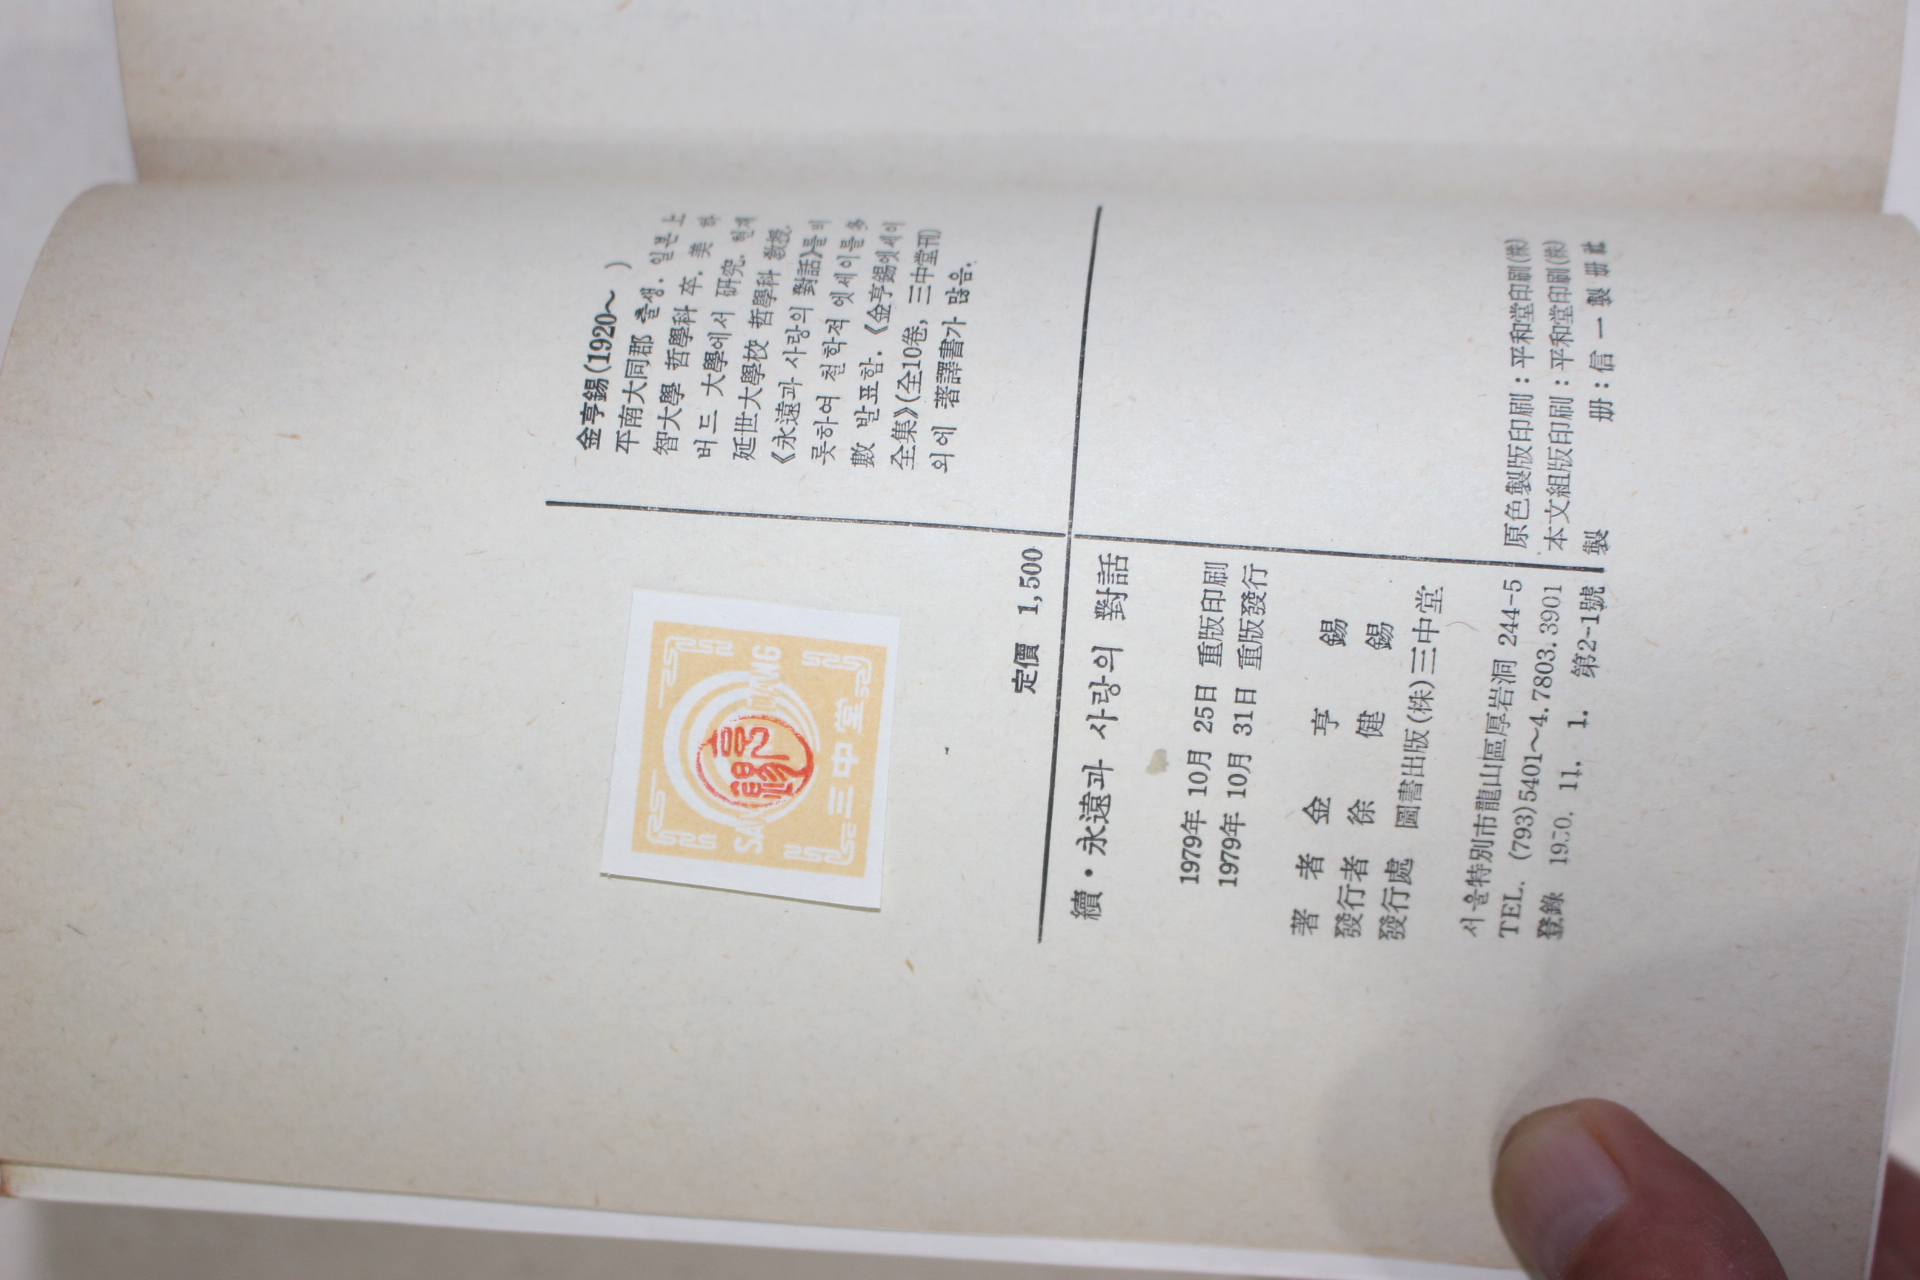 金亨錫(1920～ )
平南大同郡 출생. 일본 上
智大學 哲學科 卒. 美 하
버드 大學에서 研究. 현재
延世大學校 哲學科 敎授.
《永遠과 사랑의 對話》를 비
롯하여 철학적 엣세이를 多
數 발표함. 《金亨錫엣세이
全集》(全10卷, 三中堂刊)
외에 著譯書가 많음.
SAM
DANG
三中堂
亨錫
定價 1,500
續·永遠과 사랑의 對話
1979年 10月 25日 重版印刷
1979年 10月 31日 重版發行
著者 金亨錫
發行者 徐健錫
發行處 圖書出版(株)三中堂
서울特別市龍山區厚岩洞 244-5
TEL. (793)5401～4.7803.3901
登錄 11. 1. 第2-1號
原色製版印刷:平和堂印刷(株)
本文組版印刷:平和堂印刷(株)
製冊:信一製冊社